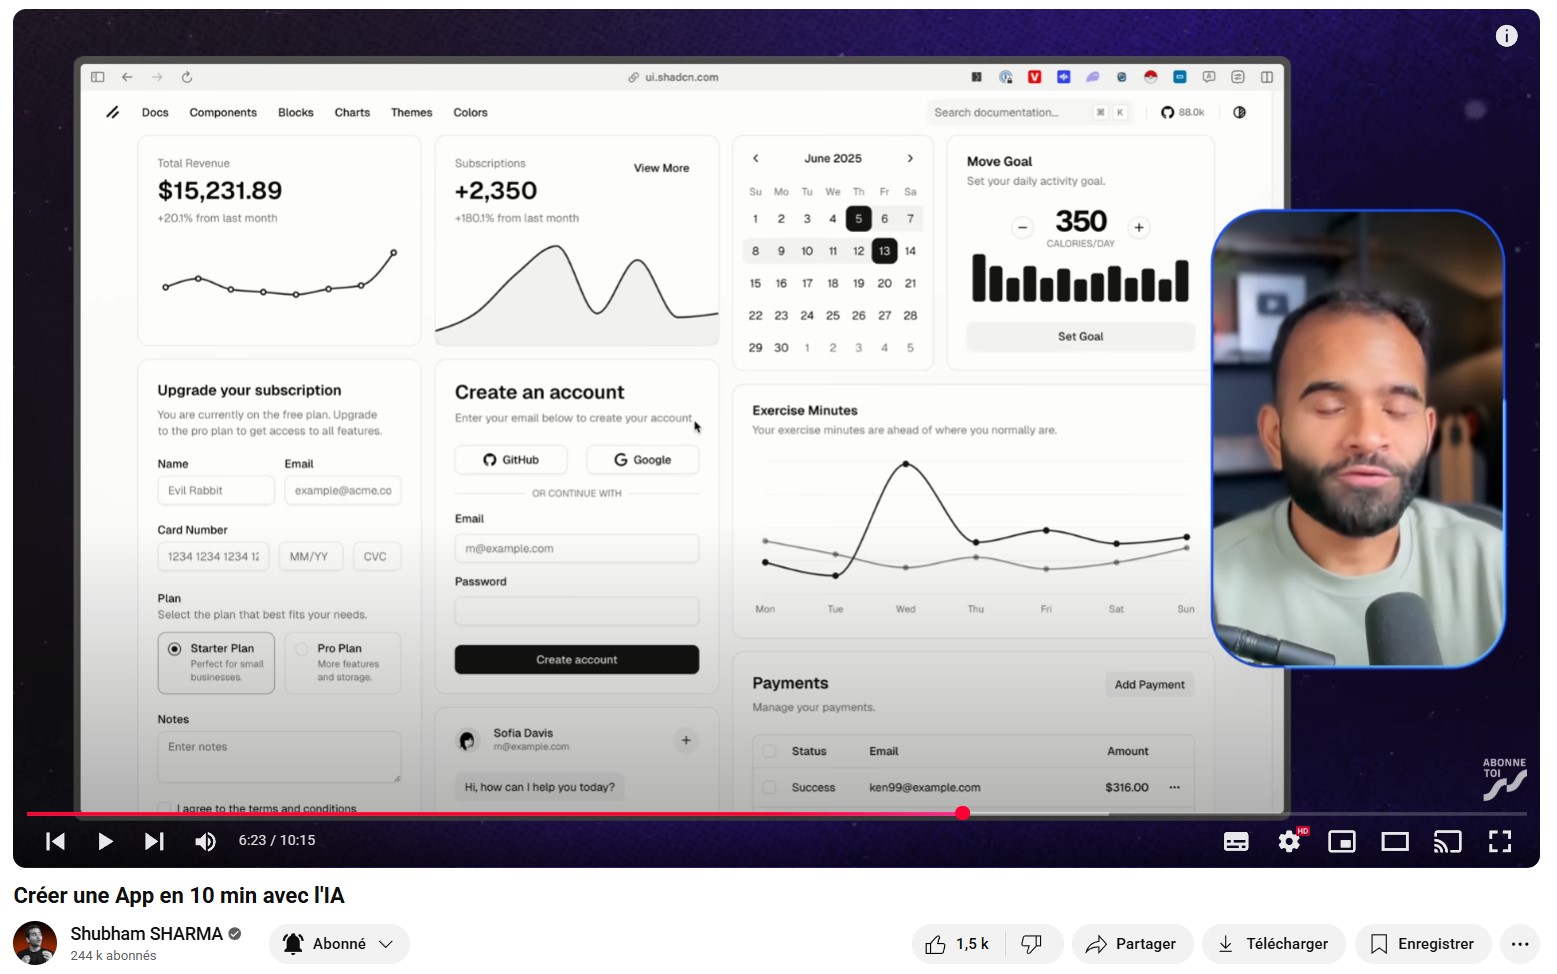 ui.shadcn.com
Docs Components Blocks Charts Themes Colors
Search documentation... ⌘ K 88.0k
Total Revenue
$15,231.89
+20.1% from last month
Subscriptions
+2,350
+180.1% from last month
View More
June 2025
Su Mo Tu We Th Fr Sa
1 2 3 4 5 6 7
8 9 10 11 12 13 14
15 16 17 18 19 20 21
22 23 24 25 26 27 28
29 30 1 2 3 4 5
Move Goal
Set your daily activity goal.
350
CALORIES/DAY
Set Goal
Upgrade your subscription
You are currently on the free plan. Upgrade
to the pro plan to get access to all features.
Name Email
Evil Rabbit example@acme.co
Card Number
1234 1234 1234 12 MM/YY CVC
Plan
Select the plan that best fits your needs.
Starter Plan
Perfect for small
businesses.
Pro Plan
More features
and storage.
Notes
Enter notes
I agree to the terms and conditions
Create an account
Enter your email below to create your account
GitHub Google
OR CONTINUE WITH
Email
m@example.com
Password
Create account
Sofia Davis
m@example.com
Hi, how can I help you today?
Exercise Minutes
Your exercise minutes are ahead of where you normally are.
Mon Tue Wed Thu Fri Sat Sun
Payments
Add Payment
Manage your payments.
Status Email Amount
Success ken99@example.com $316.00
ABONNE
TOI
6:23 / 10:15
HD
Créer une App en 10 min avec l'IA
Shubham SHARMA
244 k abonnés
Abonné
1,5 k
Partager
Télécharger
Enregistrer